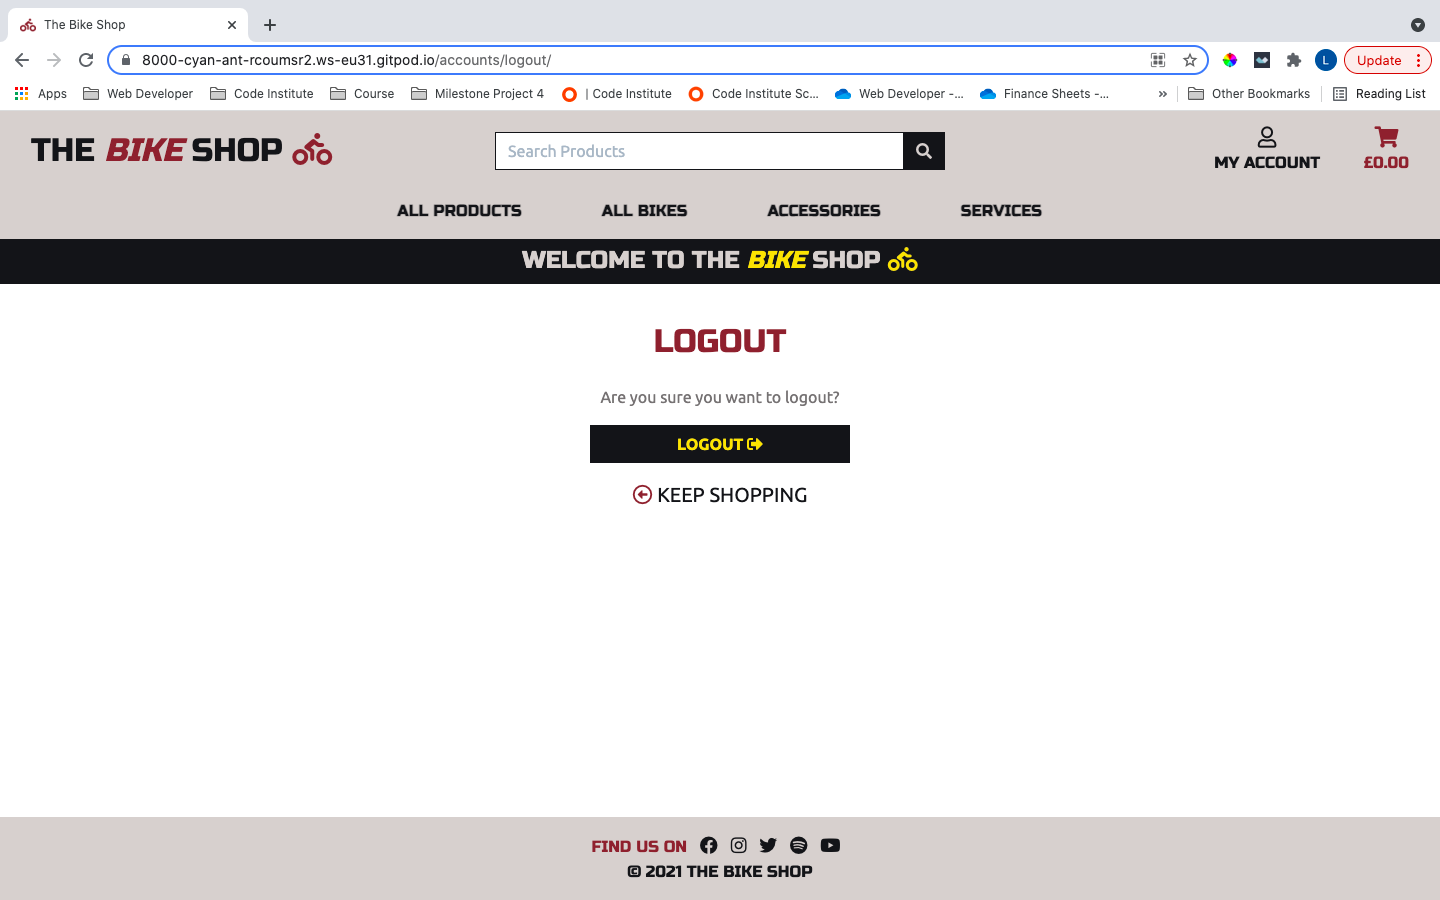 The Bike Shop
8000-cyan-ant-rcoumsr2.ws-eu31.gitpod.io/accounts/logout/
L
Update
Apps
Web Developer
Code Institute
Course
Milestone Project 4
| Code Institute
Code Institute Sc...
Web Developer -...
Finance Sheets -...
»
Other Bookmarks
Reading List
THE BIKE SHOP
Search Products
MY ACCOUNT
£0.00
ALL PRODUCTS
ALL BIKES
ACCESSORIES
SERVICES
WELCOME TO THE BIKE SHOP
LOGOUT
Are you sure you want to logout?
LOGOUT
KEEP SHOPPING
FIND US ON
© 2021 THE BIKE SHOP